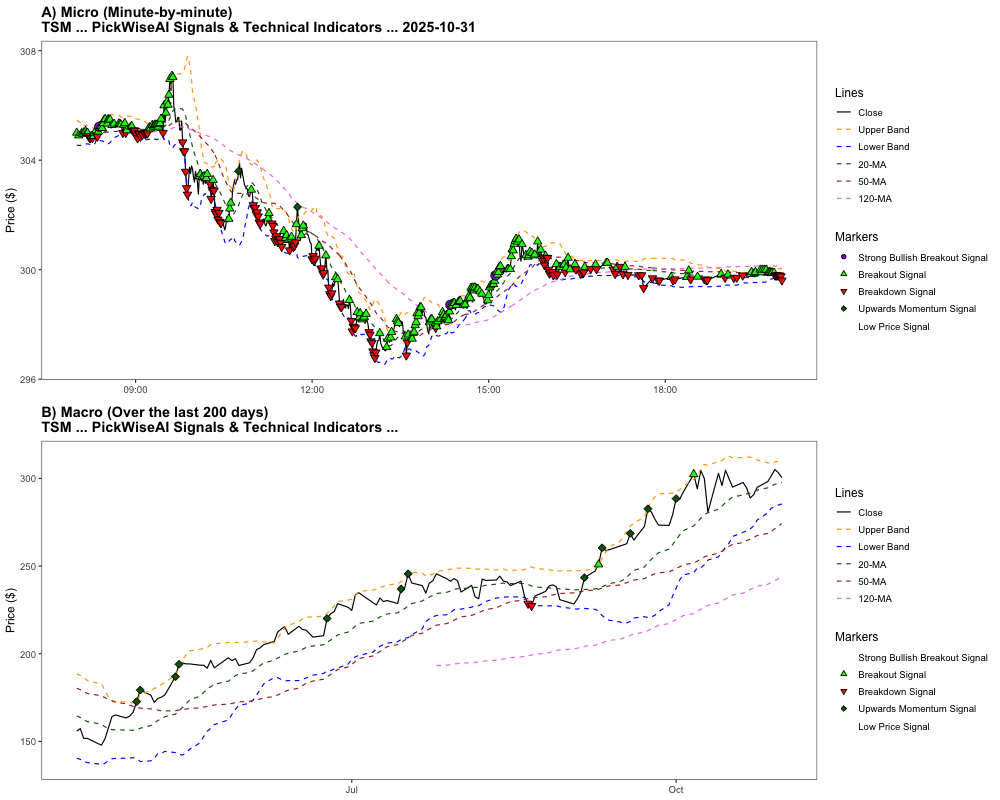 A) Micro (Minute-by-minute)
TSM ... PickWiseAI Signals & Technical Indicators ... 2025-10-31
308
304
300
296
Price ($)
09:00
12:00
15:00
18:00
Lines
Close
Upper Band
Lower Band
20-MA
50-MA
120-MA
Markers
Strong Bullish Breakout Signal
Breakout Signal
Breakdown Signal
Upwards Momentum Signal
Low Price Signal
B) Macro (Over the last 200 days)
TSM ... PickWiseAI Signals & Technical Indicators ...
300
250
200
150
Price ($)
Jul
Oct
Lines
Close
Upper Band
Lower Band
20-MA
50-MA
120-MA
Markers
Strong Bullish Breakout Signal
Breakout Signal
Breakdown Signal
Upwards Momentum Signal
Low Price Signal